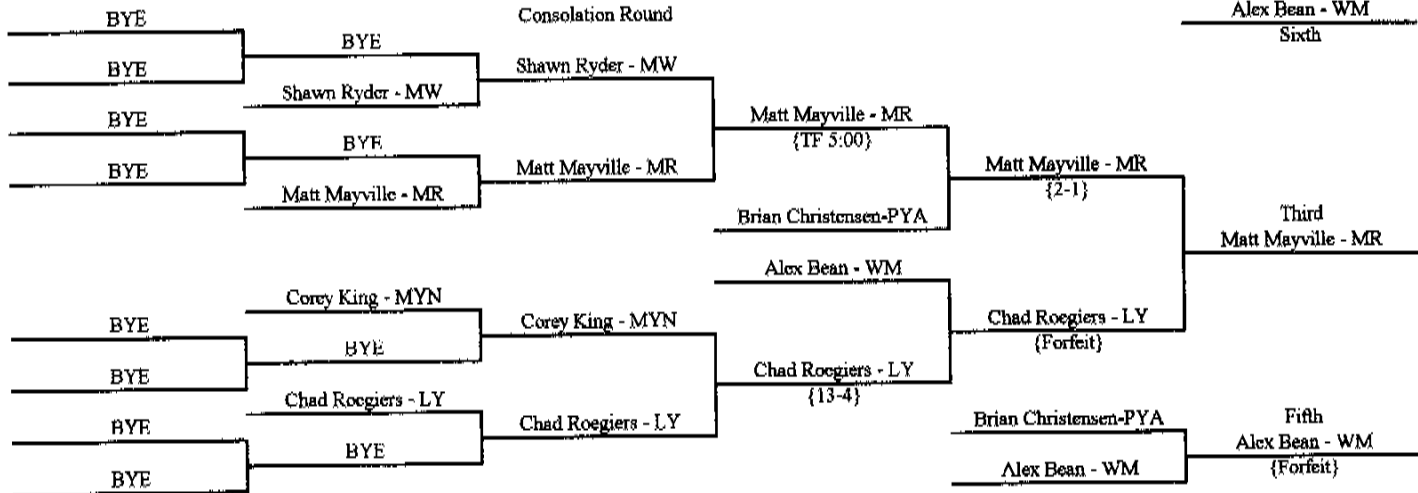 Consolation Round
Alex Bean - WM
Sixth
BYE
BYE
BYE
BYE
BYE
Shawn Ryder - MW
BYE
Matt Mayville - MR
Shawn Ryder - MW
Matt Mayville - MR
Matt Mayville - MR
{TF 5:00}
Brian Christensen-PYA
Matt Mayville - MR
{2-1}
Third
Matt Mayville - MR
BYE
BYE
BYE
BYE
Corey King - MYN
BYE
Chad Roegiers - LY
BYE
Corey King - MYN
Chad Roegiers - LY
Alex Bean - WM
Chad Roegiers - LY
{13-4}
Chad Roegiers - LY
{Forfeit}
Brian Christensen-PYA
Alex Bean - WM
Fifth
Alex Bean - WM
{Forfeit}